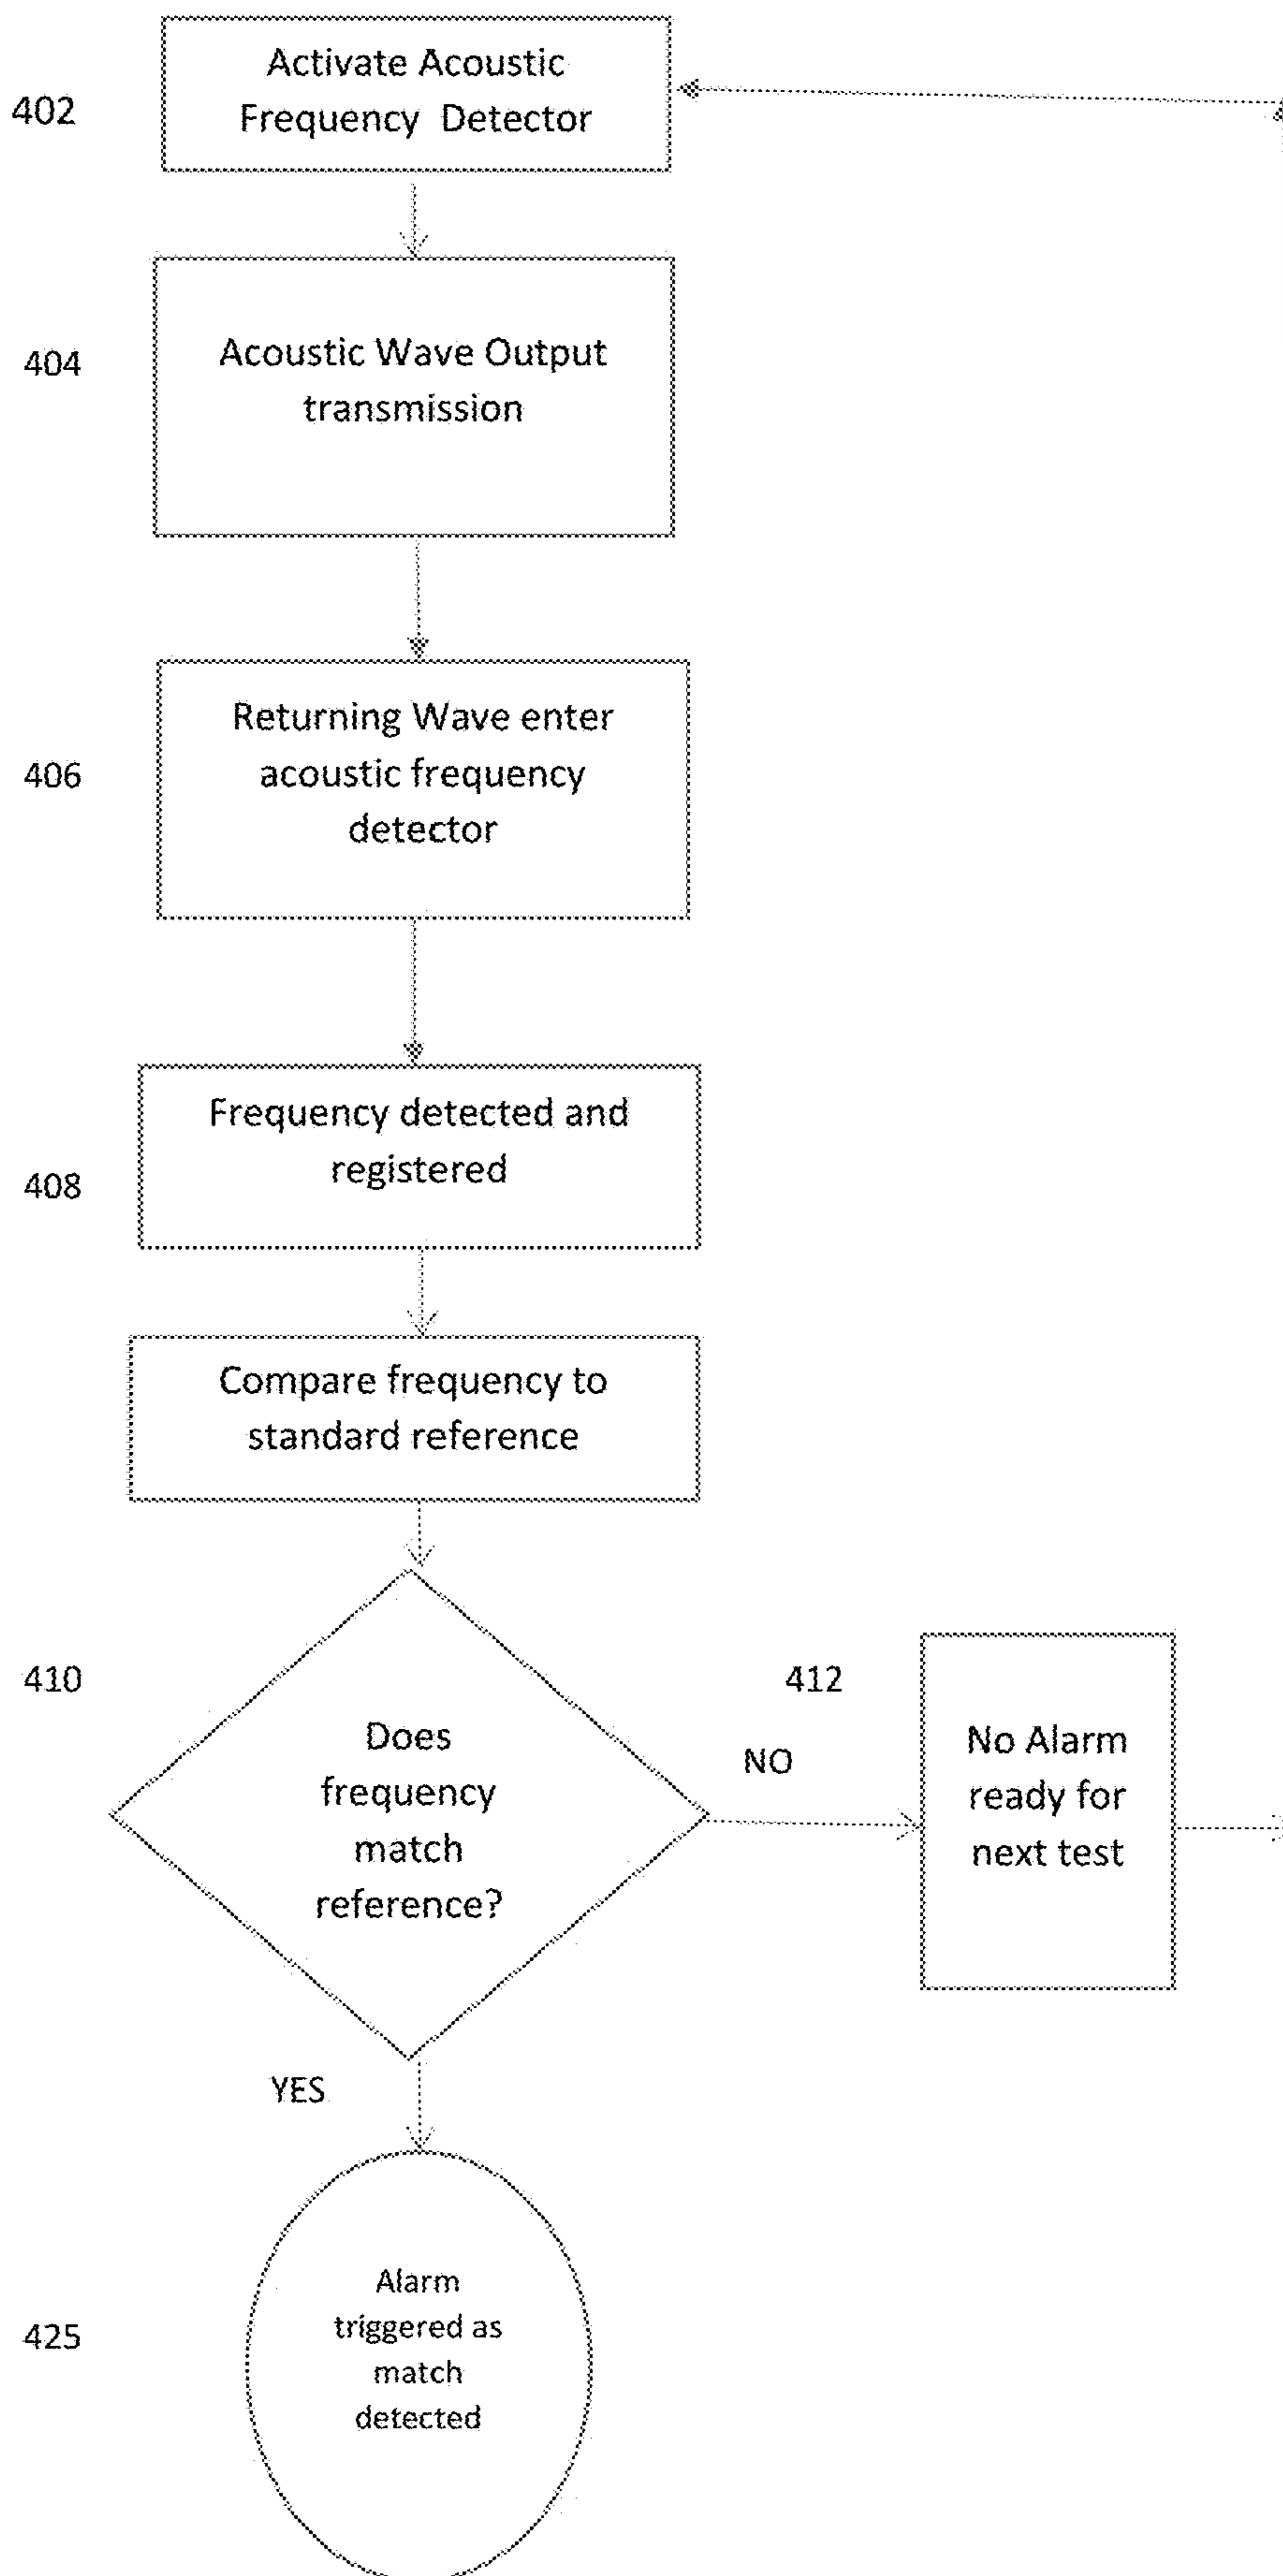 402
Activate Acoustic
Frequency Detector
404
Acoustic Wave Output
transmission
406
Returning Wave enter
acoustic frequency
detector
408
Frequency detected and
registered
Compare frequency to
standard reference
410
Does
frequency
match
reference?
412
NO
No Alarm
ready for
next test
YES
425
Alarm
triggered as
match
detected